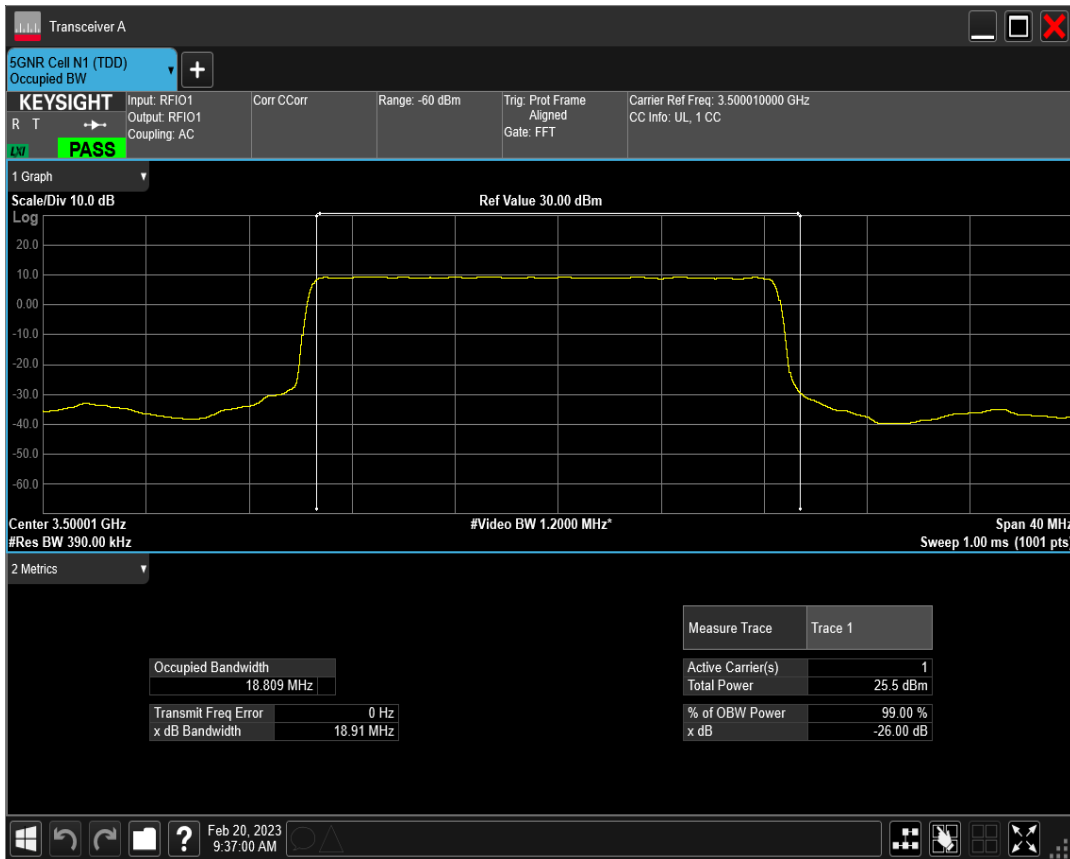 Transceiver A
5GNR Cell N1 (TDD)
Occupied BW
+
KEYSIGHT
R T
LXI
PASS
Input: RFIO1
Output: RFIO1
Coupling: AC
Corr CCorr
Range: -60 dBm
Trig: Prot Frame
Aligned
Gate: FFT
Carrier Ref Freq: 3.500010000 GHz
CC Info: UL, 1 CC
1 Graph
Scale/Div 10.0 dB
Ref Value 30.00 dBm
Log
20.0
10.0
0.00
-10.0
-20.0
-30.0
-40.0
-50.0
-60.0
Center 3.50001 GHz
#Video BW 1.2000 MHz*
Span 40 MHz
#Res BW 390.00 kHz
Sweep 1.00 ms (1001 pts)
2 Metrics
Measure Trace Trace 1
Occupied Bandwidth
18.809 MHz
Active Carrier(s) 1
Total Power 25.5 dBm
Transmit Freq Error 0 Hz
x dB Bandwidth 18.91 MHz
% of OBW Power 99.00 %
x dB -26.00 dB
?
Feb 20, 2023
9:37:00 AM